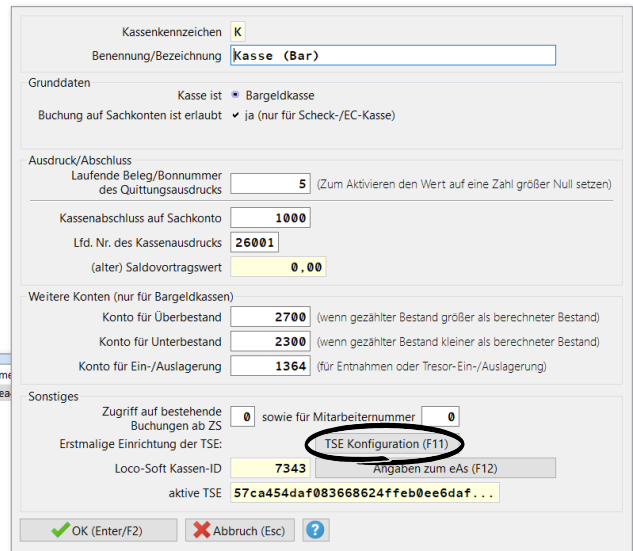 Kassenkennzeichen K
Benennung/Bezeichnung Kasse (Bar)
Grunddaten
Kasse ist Bargeldkasse
Buchung auf Sachkonten ist erlaubt ja (nur für Scheck-/EC-Kasse)
Ausdruck/Abschluss
Laufende Beleg/Bonnummer
des Quittungsausdrucks 5 (Zum Aktivieren den Wert auf eine Zahl größer Null setzen)
Kassenabschluss auf Sachkonto 1000
Lfd. Nr. des Kassenausdrucks 26001
(alter) Saldovortragswert 0,00
Weitere Konten (nur für Bargeldkassen)
Konto für Überbestand 2700 (wenn gezählter Bestand größer als berechneter Bestand)
Konto für Unterbestand 2300 (wenn gezählter Bestand kleiner als berechneter Bestand)
Konto für Ein-/Auslagerung 1364 (für Entnahmen oder Tresor-Ein-/Auslagerung)
Sonstiges
Zugriff auf bestehende
Buchungen ab ZS 0 sowie für Mitarbeiternummer 0
Erstmalige Einrichtung der TSE: TSE Konfiguration (F11)
Loco-Soft Kassen-ID 7343 Angaben zum eAs (F12)
aktive TSE 57ca454daf083668624ffeb0ee6daf...
OK (Enter/F2) Abbruch (Esc) ?